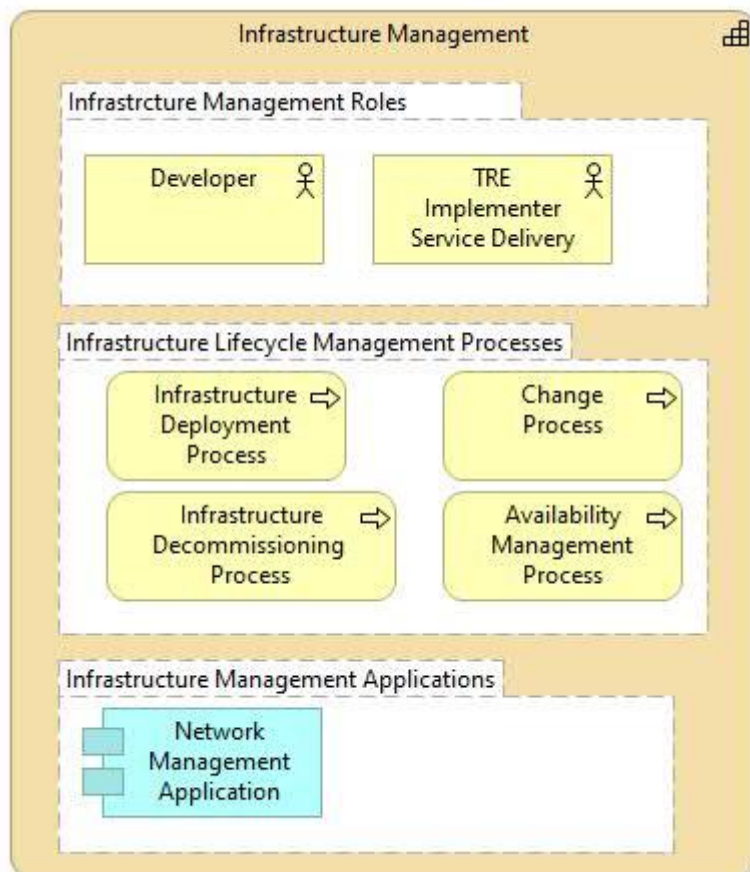 Infrastructure Management
Infrastrcture Management Roles
Developer
TRE
Implementer
Service Delivery
Infrastructure Lifecycle Management Processes
Infrastructure
Deployment
Process
Change
Process
Infrastructure
Decommissioning
Process
Availability
Management
Process
Infrastructure Management Applications
Network
Management
Application